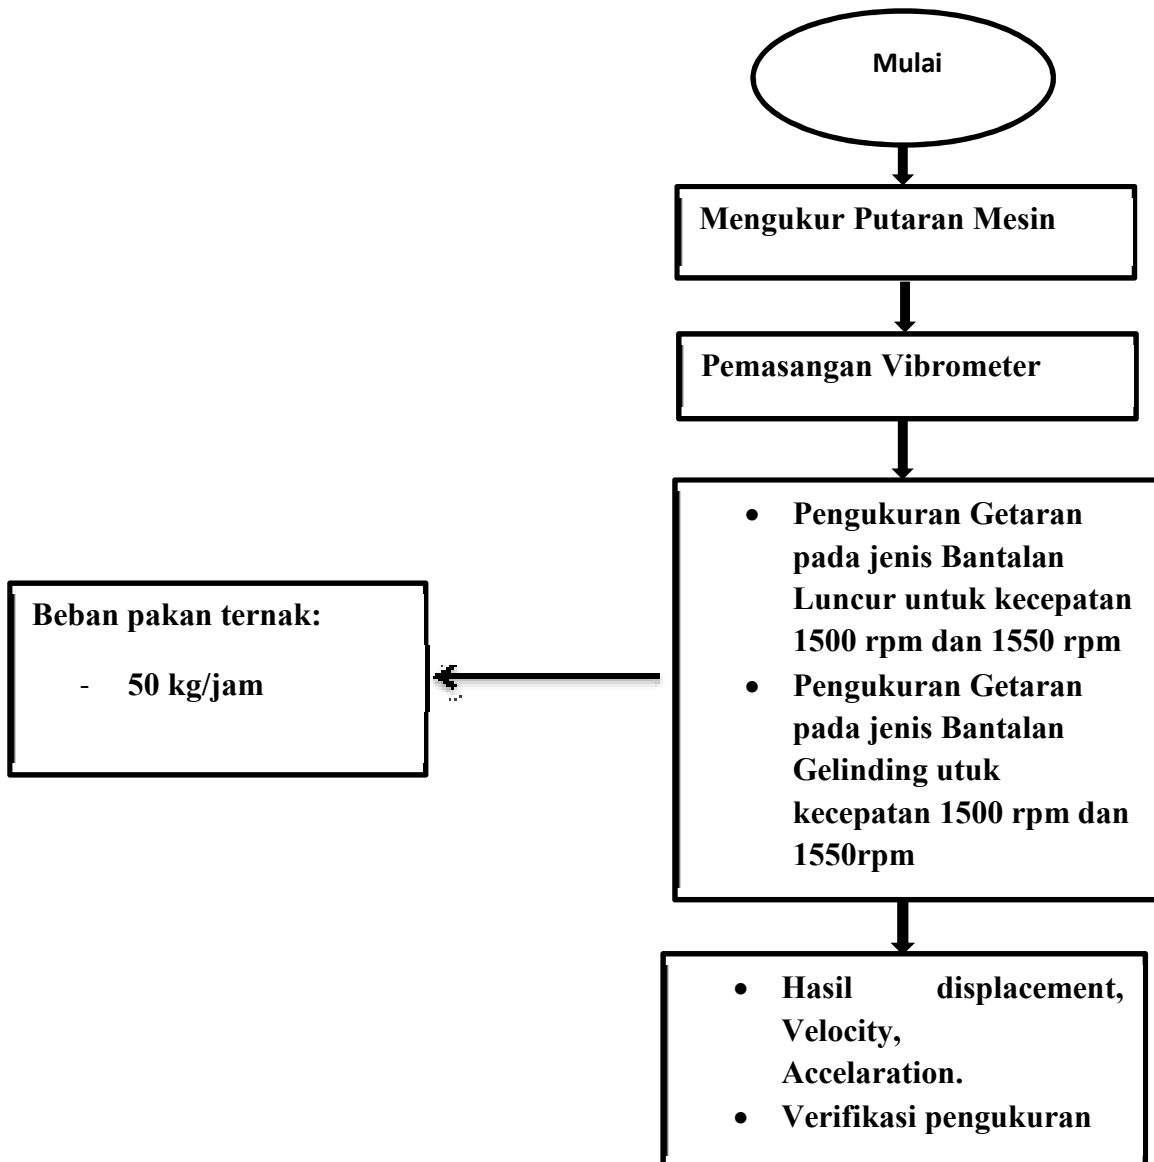 Mulai
Mengukur Putaran Mesin
Pemasangan Vibrometer
• Pengukuran Getaran
pada jenis Bantalan
Luncur untuk kecepatan
1500 rpm dan 1550 rpm
• Pengukuran Getaran
pada jenis Bantalan
Gelinding utuk
kecepatan 1500 rpm dan
1550rpm
Beban pakan ternak:
- 50 kg/jam
• Hasil displacement,
Velocity,
Accelaration.
• Verifikasi pengukuran